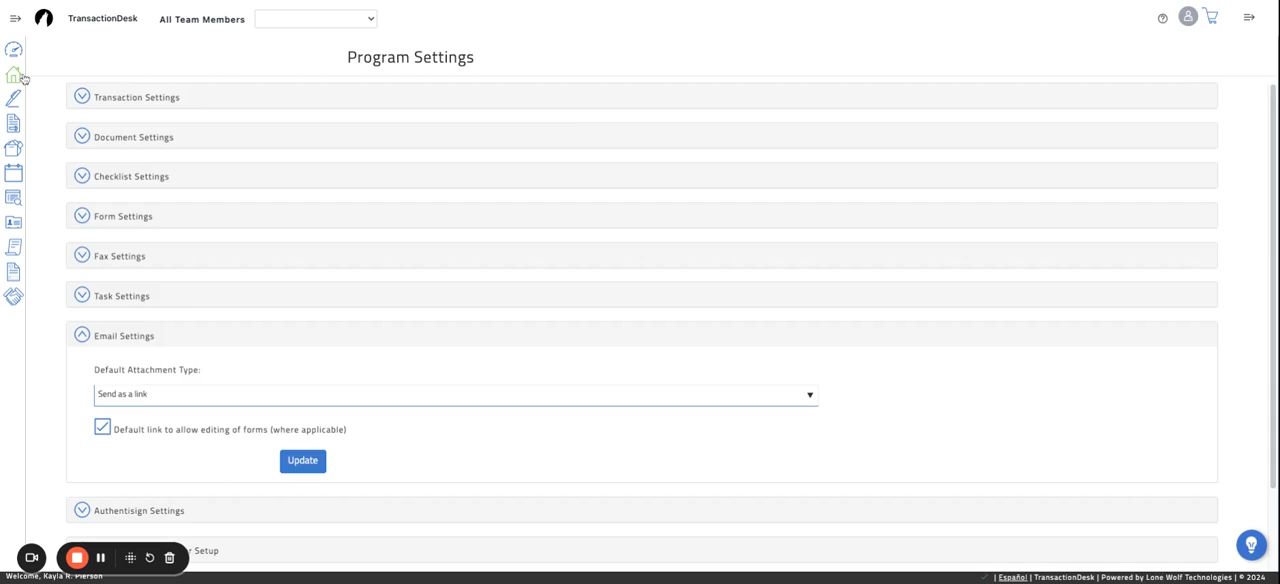 TransactionDesk All Team Members
Program Settings
Transaction Settings
Document Settings
Checklist Settings
Form Settings
Fax Settings
Task Settings
Email Settings
Default Attachment Type:
Send as a link
Default link to allow editing of forms (where applicable)
Update
Authentisign Settings
r Setup
Welcome, Kayla R. Pierson | Español | TransactionDesk | Powered by Lone Wolf Technologies | © 2024